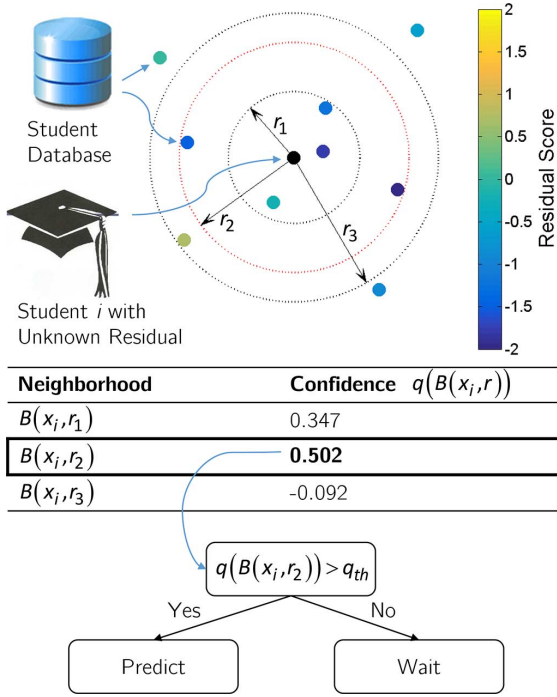 Student
Database
Student i with
Unknown Residual
r₁
r₂
r₃
2
1.5
1
0.5
0
-0.5
-1
-1.5
-2
Residual Score
Neighborhood Confidence q(B(xᵢ,r))
B(xᵢ,r₁) 0.347
B(xᵢ,r₂) 0.502
B(xᵢ,r₃) -0.092
q(B(xᵢ,r₂))>qₜₕ
Yes No
Predict Wait